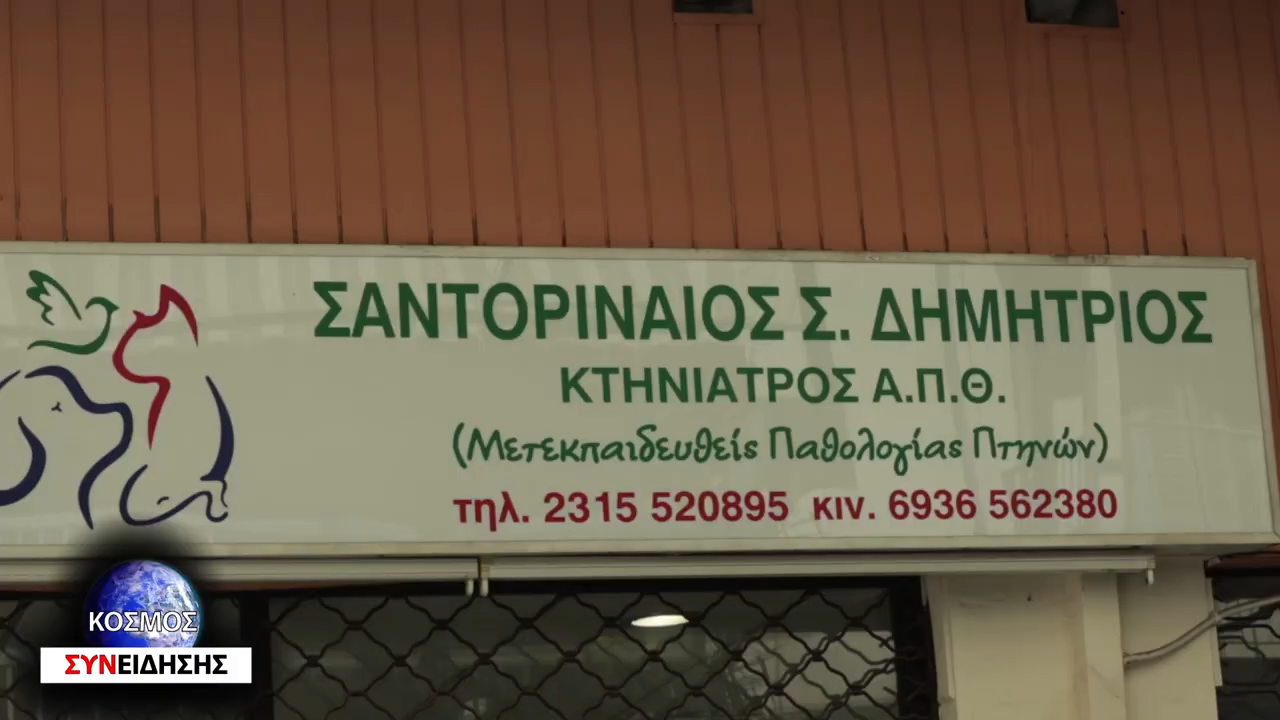 ΣΑΝΤΟΡΙΝΑΙΟΣ Σ. ΔΗΜΗΤΡΙΟΣ
ΚΤΗΝΙΑΤΡΟΣ Α.Π.Θ.
(Μετεκπαιδευθείς Παθολογίας Πτηνών)
τηλ. 2315 520895 κιν. 6936 562380
ΚΟΣΜΟΣ
ΣΥΝΕΙΔΗΣΗΣ